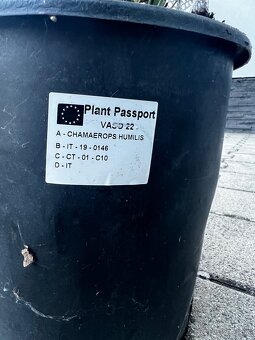 Plant Passport
VASO 22
A - CHAMAEROPS HUMILIS
B - IT - 19 - 0146
C - CT - 01 - C10
D - IT